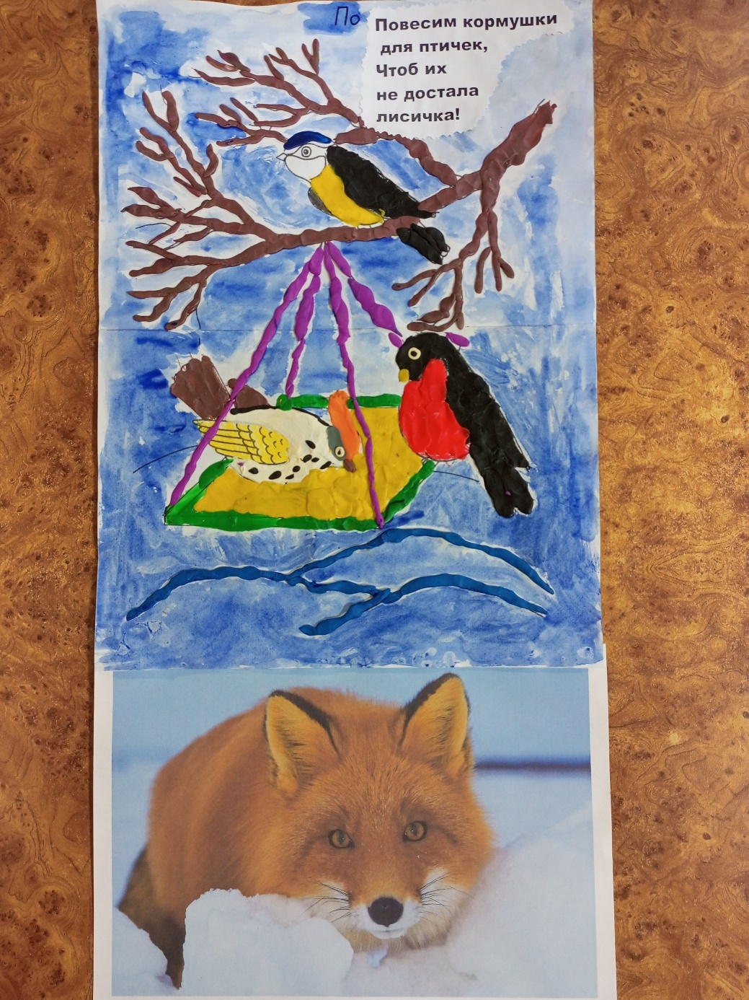 По
Повесим кормушки
для птичек,
Чтоб их
не достала
лисичка!